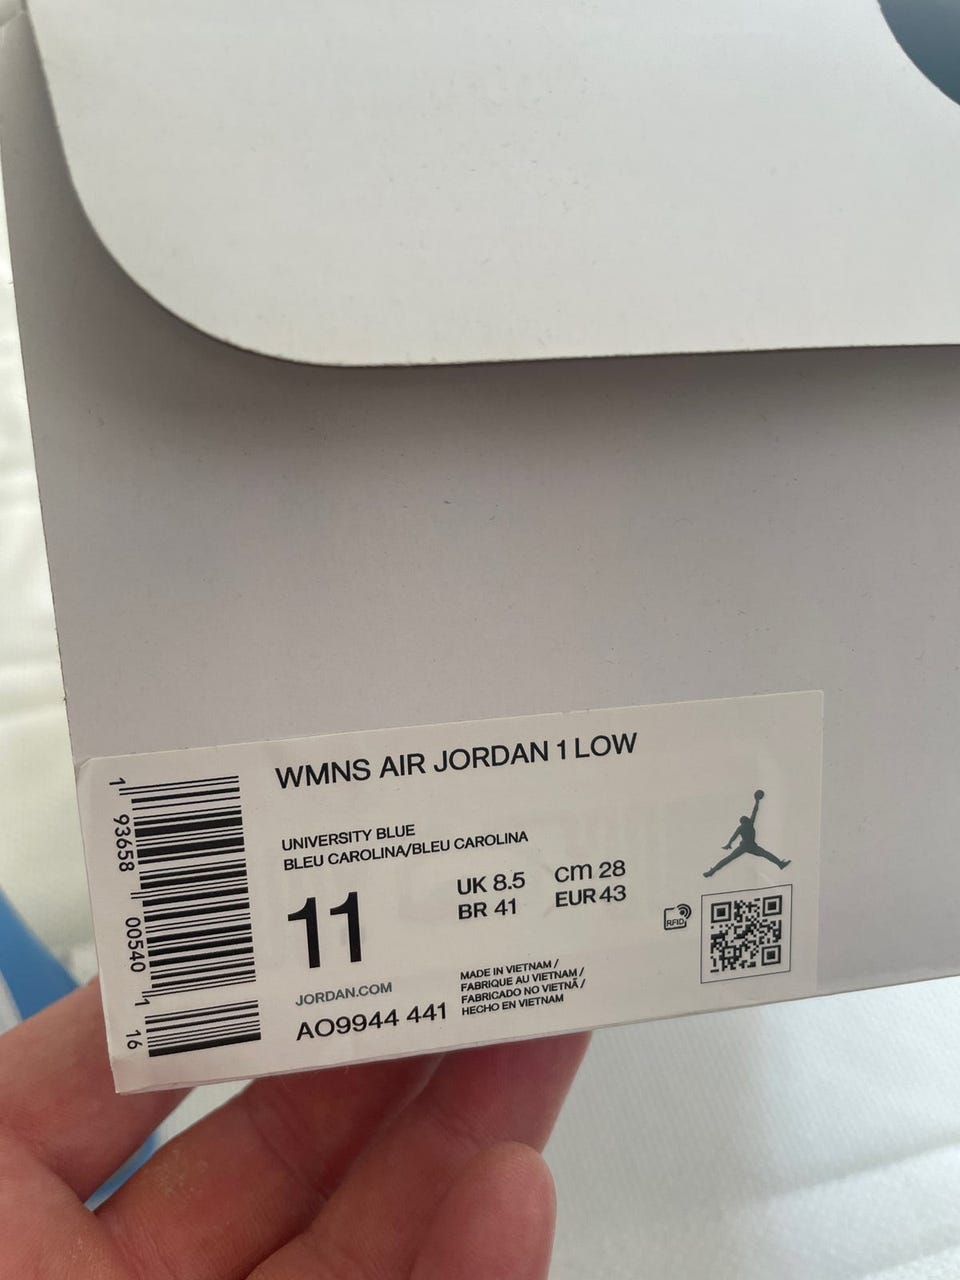 WMNS AIR JORDAN 1 LOW
UNIVERSITY BLUE
BLEU CAROLINA/BLEU CAROLINA
11
UK 8.5 cm 28
BR 41 EUR 43
RFID
JORDAN.COM
AO9944 441
MADE IN VIETNAM /
FABRIQUE AU VIETNAM /
FABRICADO NO VIETNÃ /
HECHO EN VIETNAM
1 93658 00540 1 16